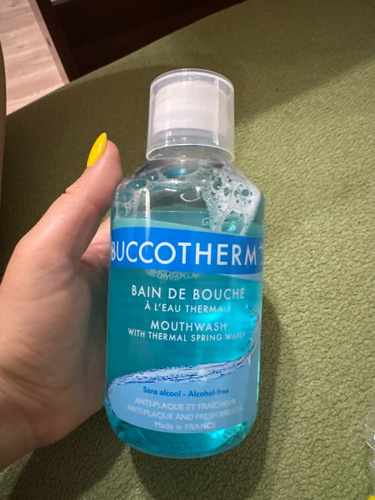 BUCCOTHERM
BAIN DE BOUCHE
À L'EAU THERMALE
MOUTHWASH
WITH THERMAL SPRING WATER
Sans alcool - Alcohol-free
ANTI-PLAQUE ET FRAÎCHEUR
ANTI-PLAQUE AND FRESH BREATH
Made in FRANCE